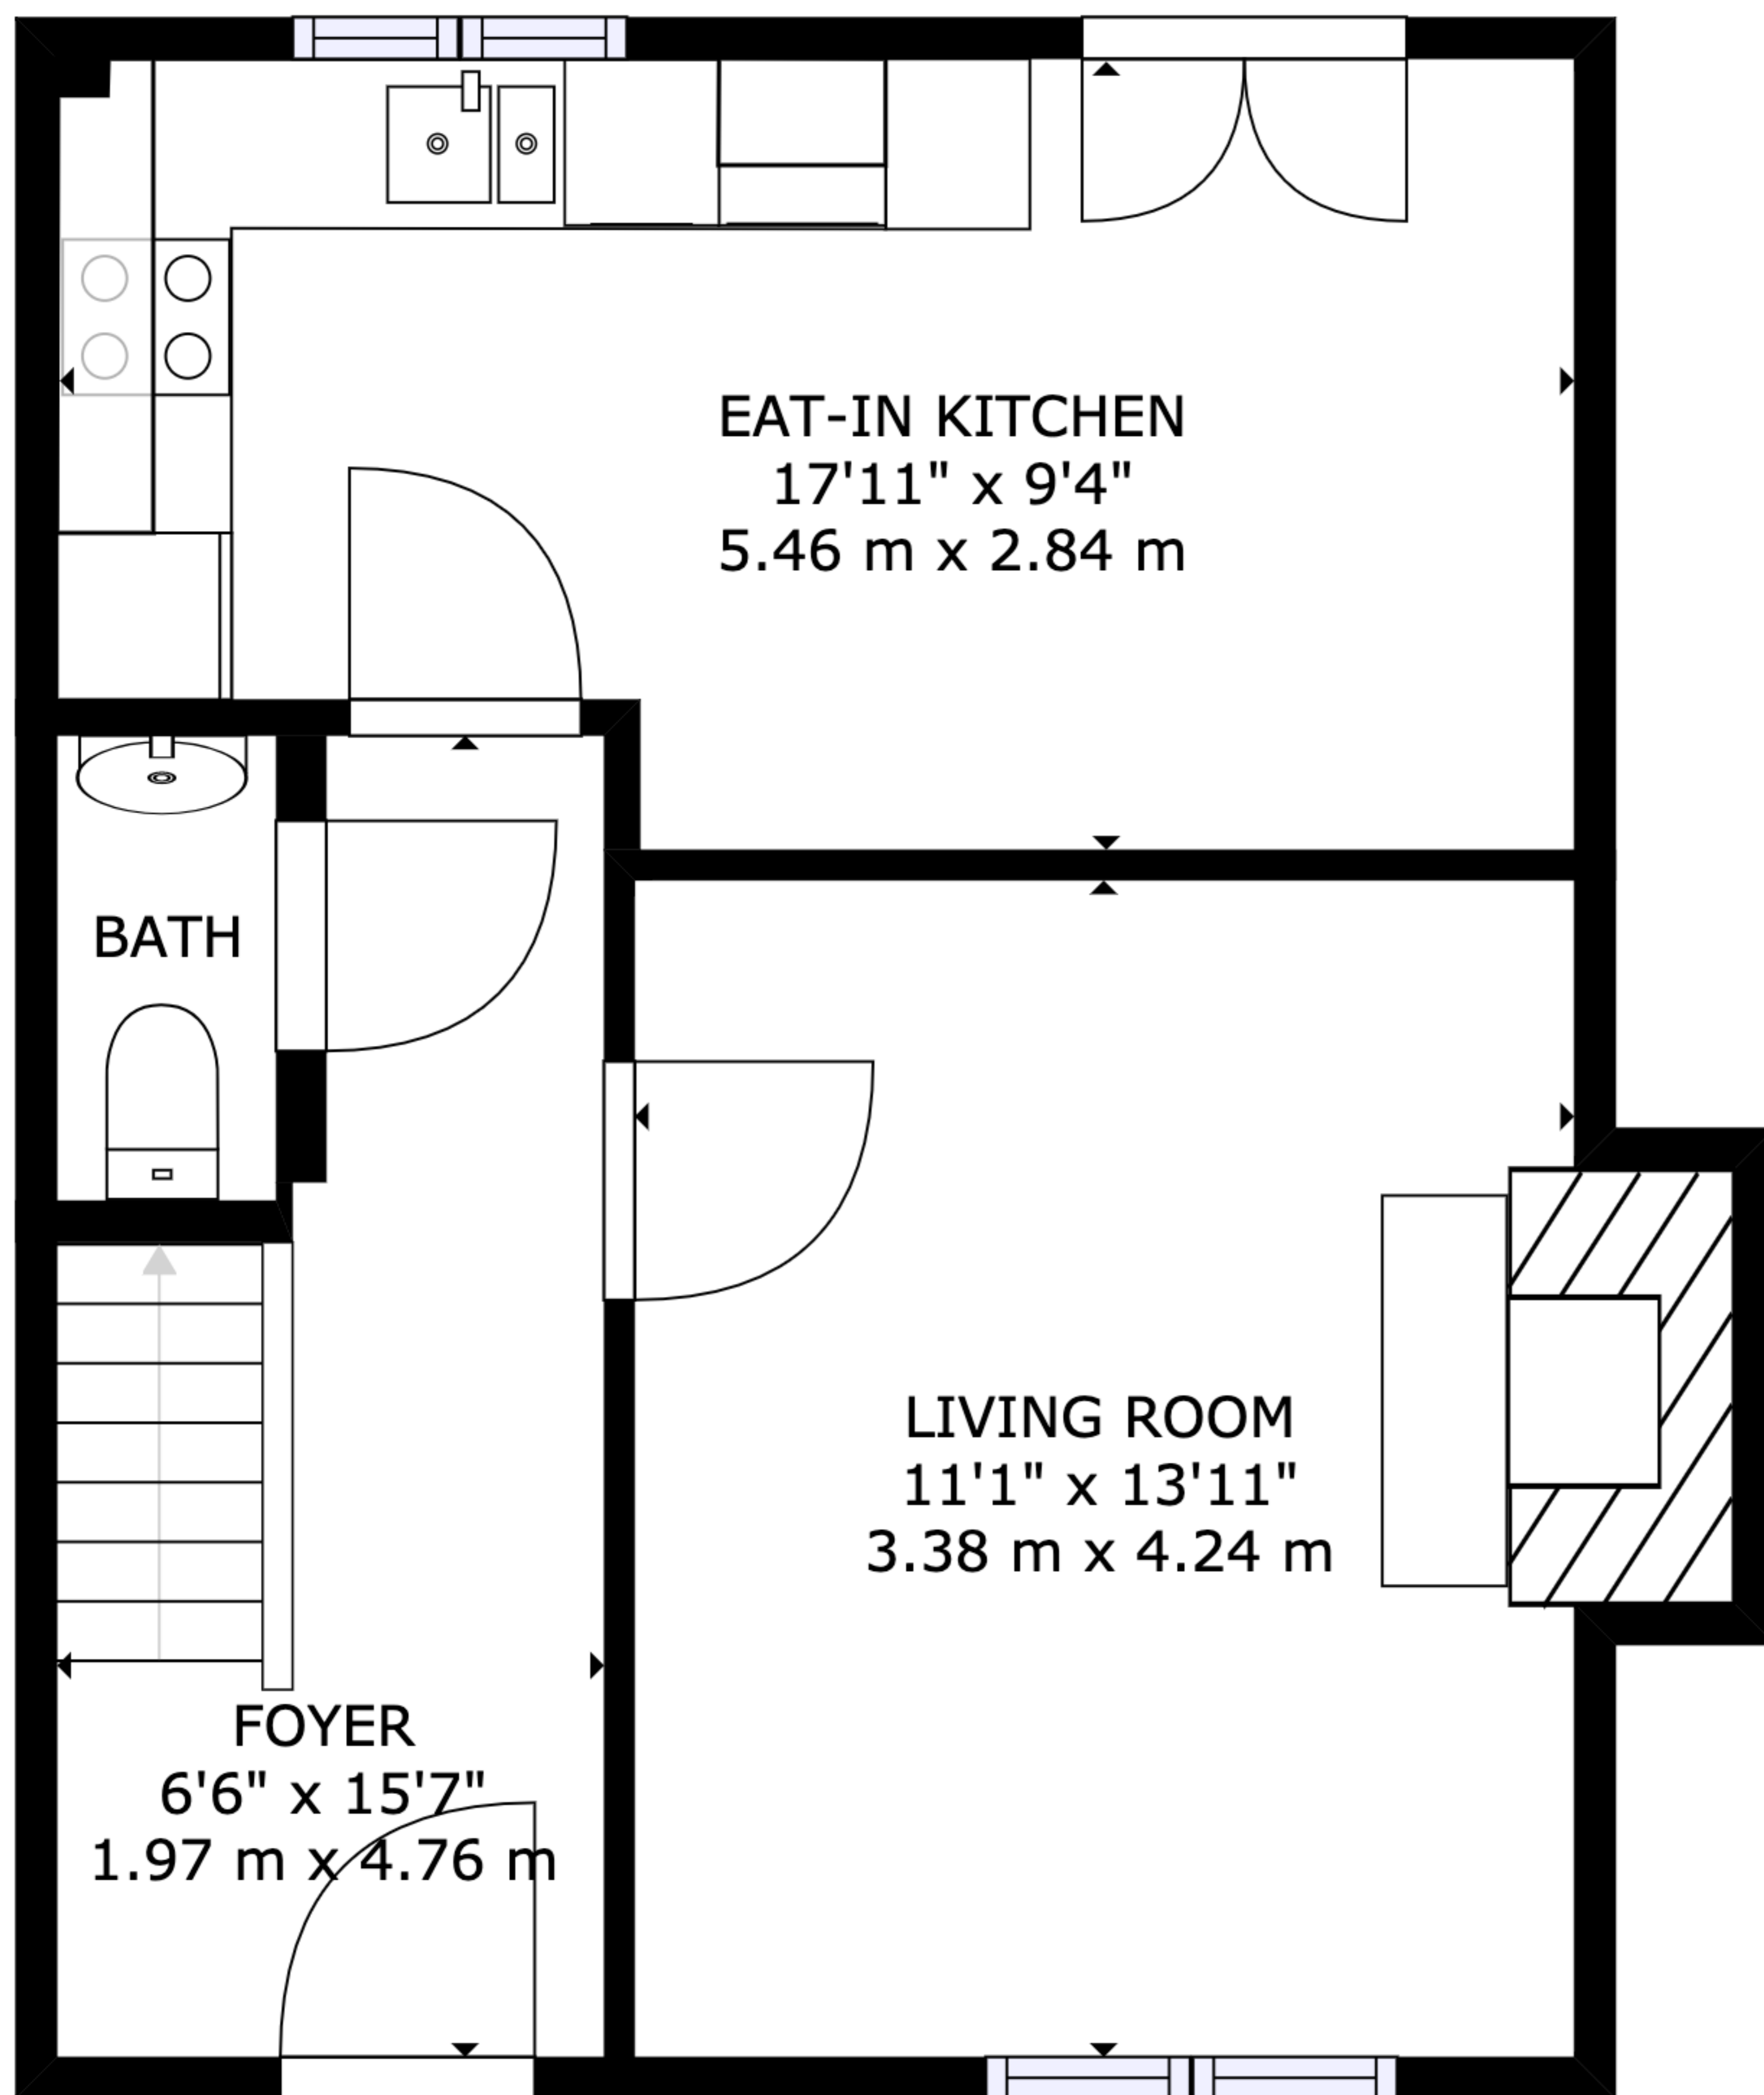 EAT-IN KITCHEN
17'11" x 9'4"
5.46 m x 2.84 m
BATH
LIVING ROOM
11'1" x 13'11"
3.38 m x 4.24 m
FOYER
6'6" x 15'7"
1.97 m x 4.76 m